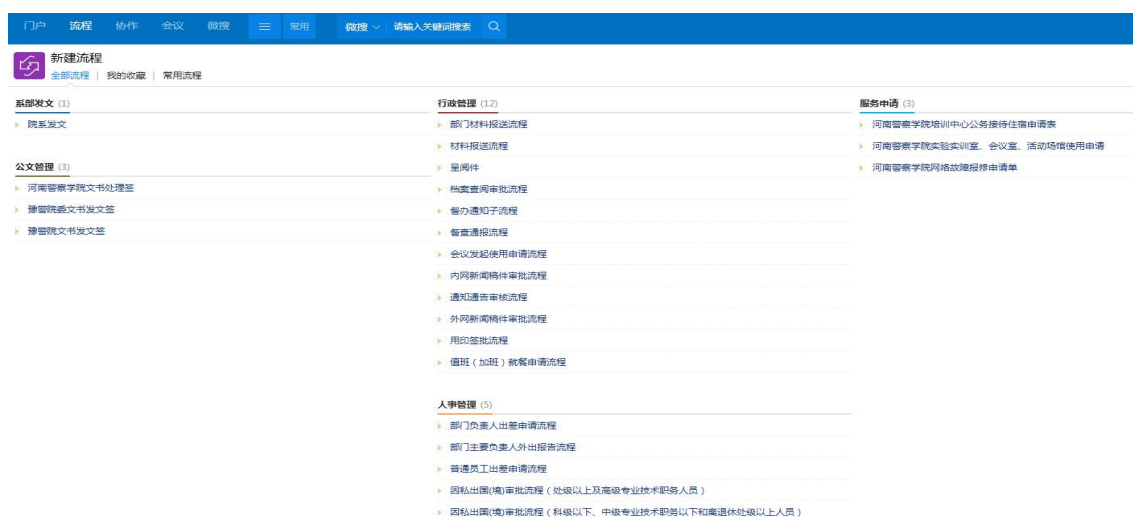 门户 流程 协作 会议 微搜 常用 微搜 请输入关键词搜索
新建流程
全部流程 | 我的收藏 | 常用流程
系部发文 (1)
院系发文
公文管理 (3)
河南警察学院文书处理签
豫警院委文书发文签
豫警院文书发文签
行政管理 (12)
部门材料报送流程
材料报送流程
呈阅件
档案查阅审批流程
督办通知子流程
督查通报流程
会议发起使用申请流程
内网新闻稿件审批流程
通知通告审核流程
外网新闻稿件审批流程
用印签批流程
值班（加班）就餐申请流程
人事管理 (5)
部门负责人出差申请流程
部门主要负责人外出报告流程
普通员工出差申请流程
因私出国(境)审批流程（处级以上及高级专业技术职务人员）
因私出国(境)审批流程（科级以下、中级专业技术职务以下和离退休处级以上人员）
服务申请 (3)
河南警察学院培训中心公务接待住宿申请表
河南警察学院实验实训室、会议室、活动场馆使用申请
河南警察学院网络故障报修申请单